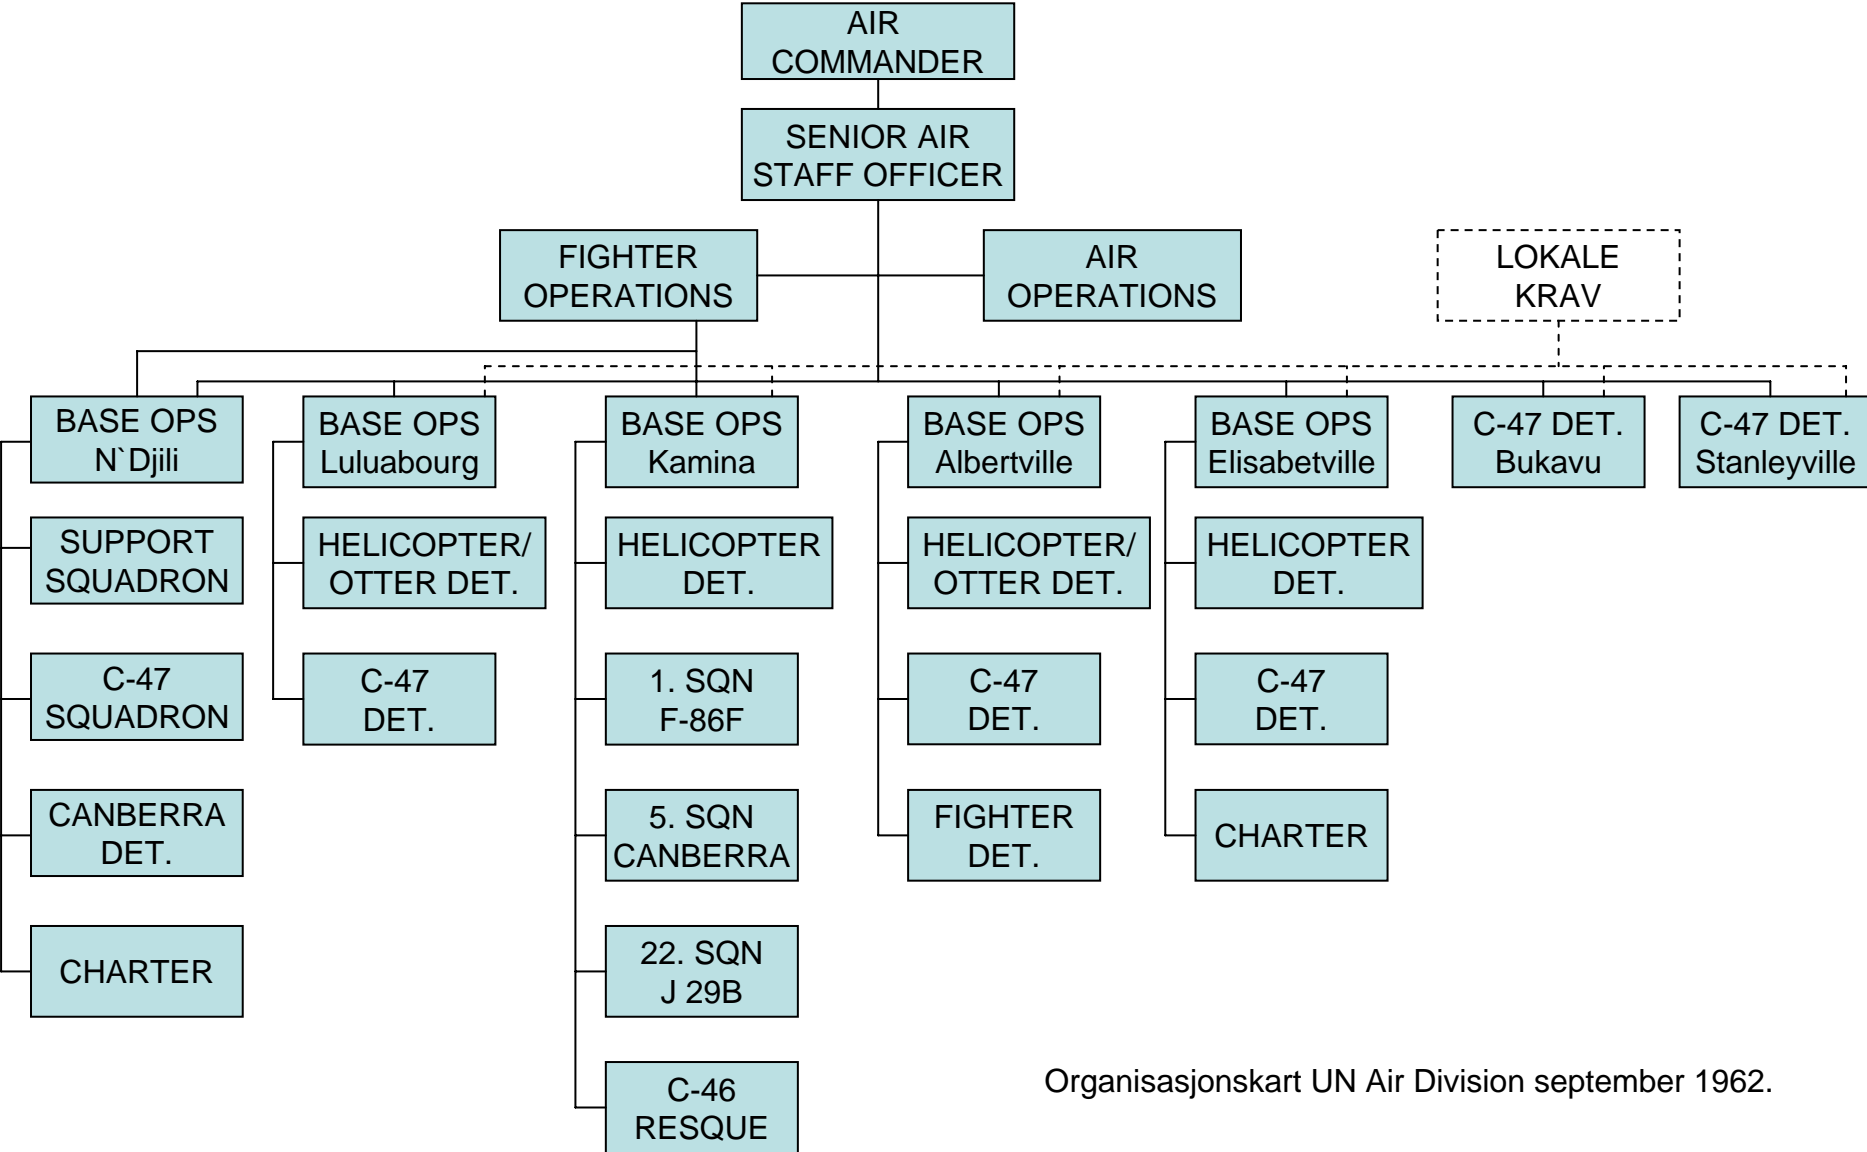 AIR
COMMANDER
SENIOR AIR
STAFF OFFICER
FIGHTER
OPERATIONS
AIR
OPERATIONS
LOKALE
KRAV
BASE OPS
N`Djili
BASE OPS
Luluabourg
BASE OPS
Kamina
BASE OPS
Albertville
BASE OPS
Elisabetville
C-47 DET.
Bukavu
C-47 DET.
Stanleyville
SUPPORT
SQUADRON
HELICOPTER/
OTTER DET.
HELICOPTER
DET.
HELICOPTER/
OTTER DET.
HELICOPTER
DET.
C-47
SQUADRON
C-47
DET.
1. SQN
F-86F
C-47
DET.
C-47
DET.
CANBERRA
DET.
5. SQN
CANBERRA
FIGHTER
DET.
CHARTER
CHARTER
22. SQN
J 29B
C-46
RESQUE
Organisasjonskart UN Air Division september 1962.